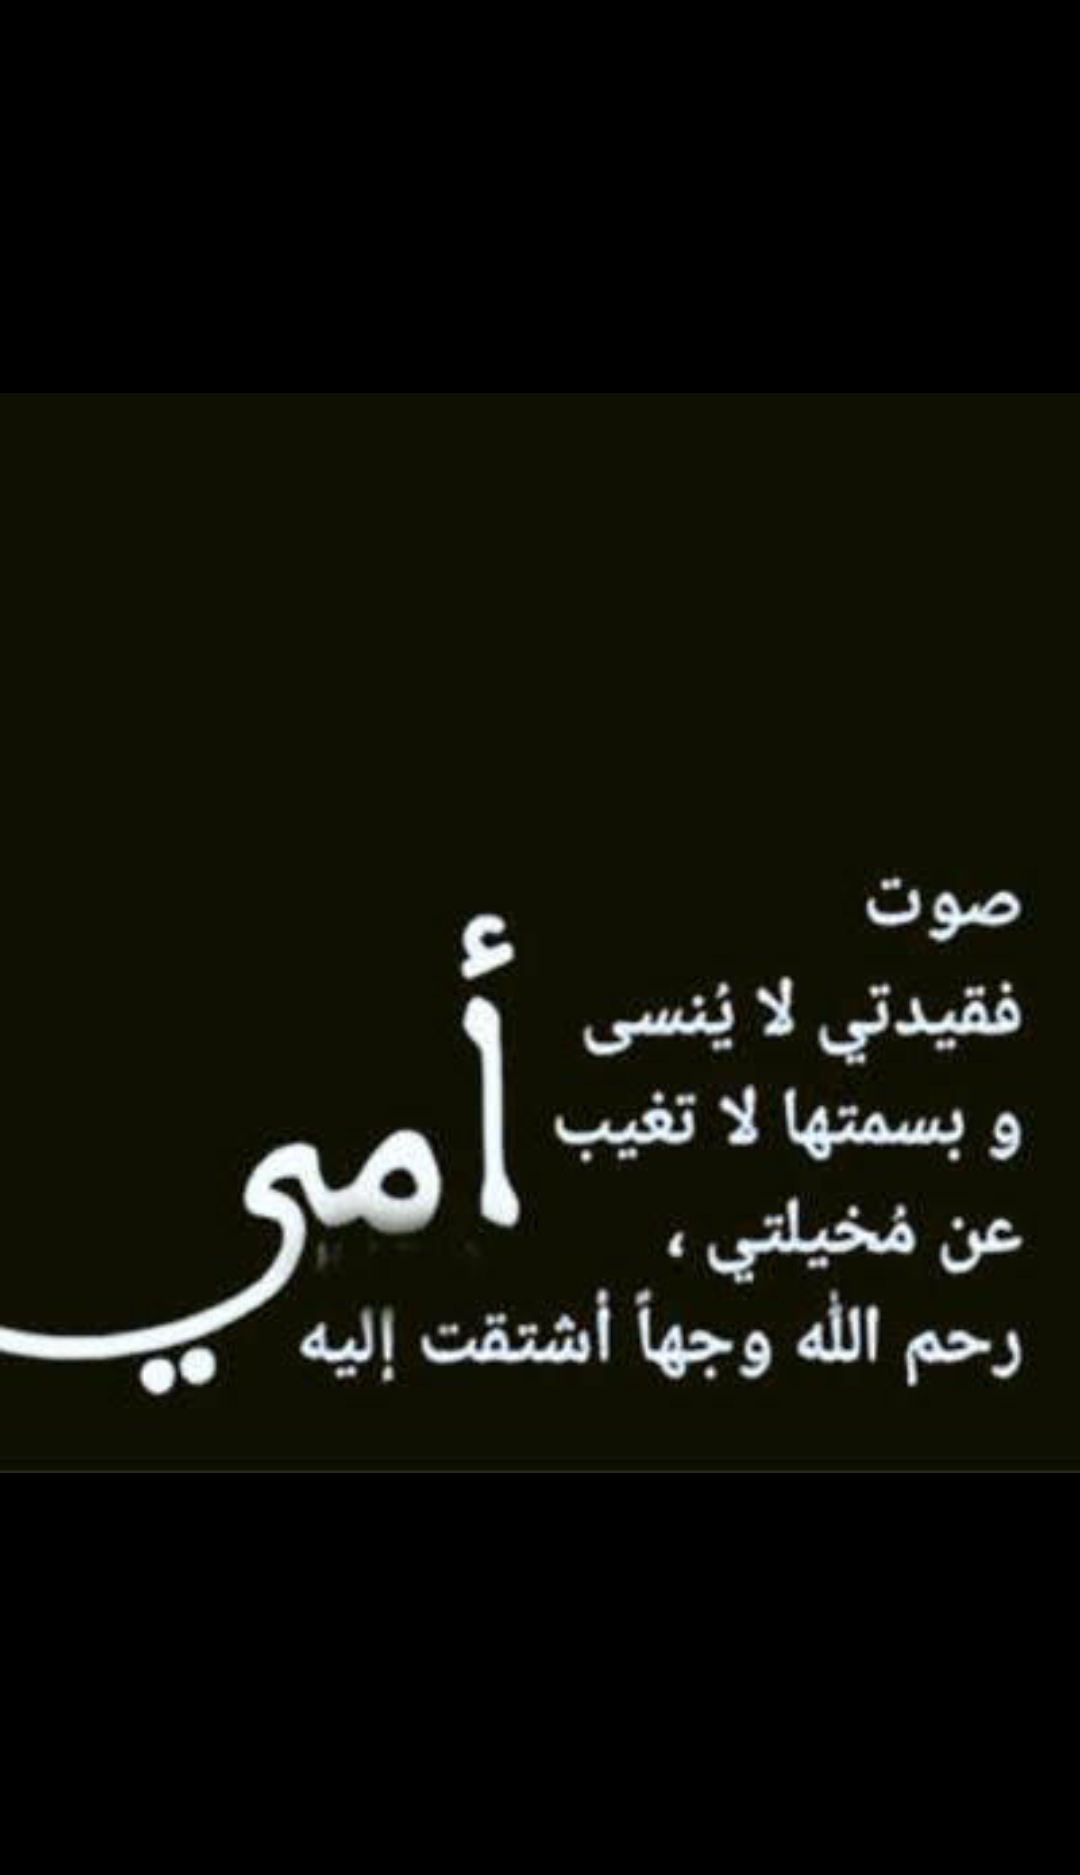 صوت
فقيدتي لا يُنسى
و بسمتها لا تغيب
عن مُخيلتي ،
رحم الله وجهاً أشتقت إليه
أمي